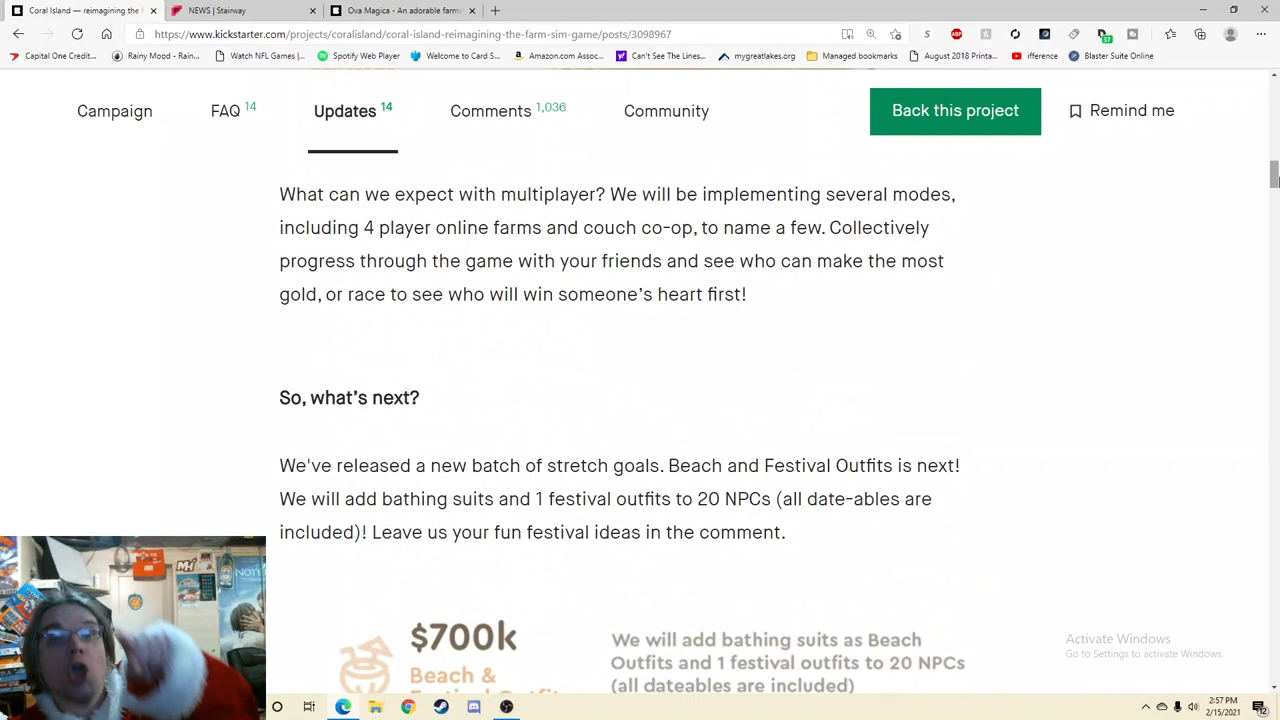 Coral Island — reimagining the f
NEWS | Stairway
Ova Magica - An adorable farm
https://www.kickstarter.com/projects/coralisland/coral-island-reimagining-the-farm-sim-game/posts/3098967
Capital One Credit...
Rainy Mood - Rain...
Watch NFL Games |...
Spotify Web Player
Welcome to Card S...
Amazon.com Assoc...
Can't See The Lines...
mygreatlakes.org
Managed bookmarks
August 2018 Printa...
ifference
Blaster Suite Online
Campaign
FAQ 14
Updates 14
Comments 1,036
Community
Back this project
Remind me
What can we expect with multiplayer? We will be implementing several modes,
including 4 player online farms and couch co-op, to name a few. Collectively
progress through the game with your friends and see who can make the most
gold, or race to see who will win someone's heart first!
So, what's next?
We've released a new batch of stretch goals. Beach and Festival Outfits is next!
We will add bathing suits and 1 festival outfits to 20 NPCs (all date-ables are
included)! Leave us your fun festival ideas in the comment.
$700k
Beach &
Festival Outfit
We will add bathing suits as Beach
Outfits and 1 festival outfits to 20 NPCs
(all dateables are included)
Activate Windows
Go to Settings to activate Windows.
NOTE
2:57 PM
2/15/2021